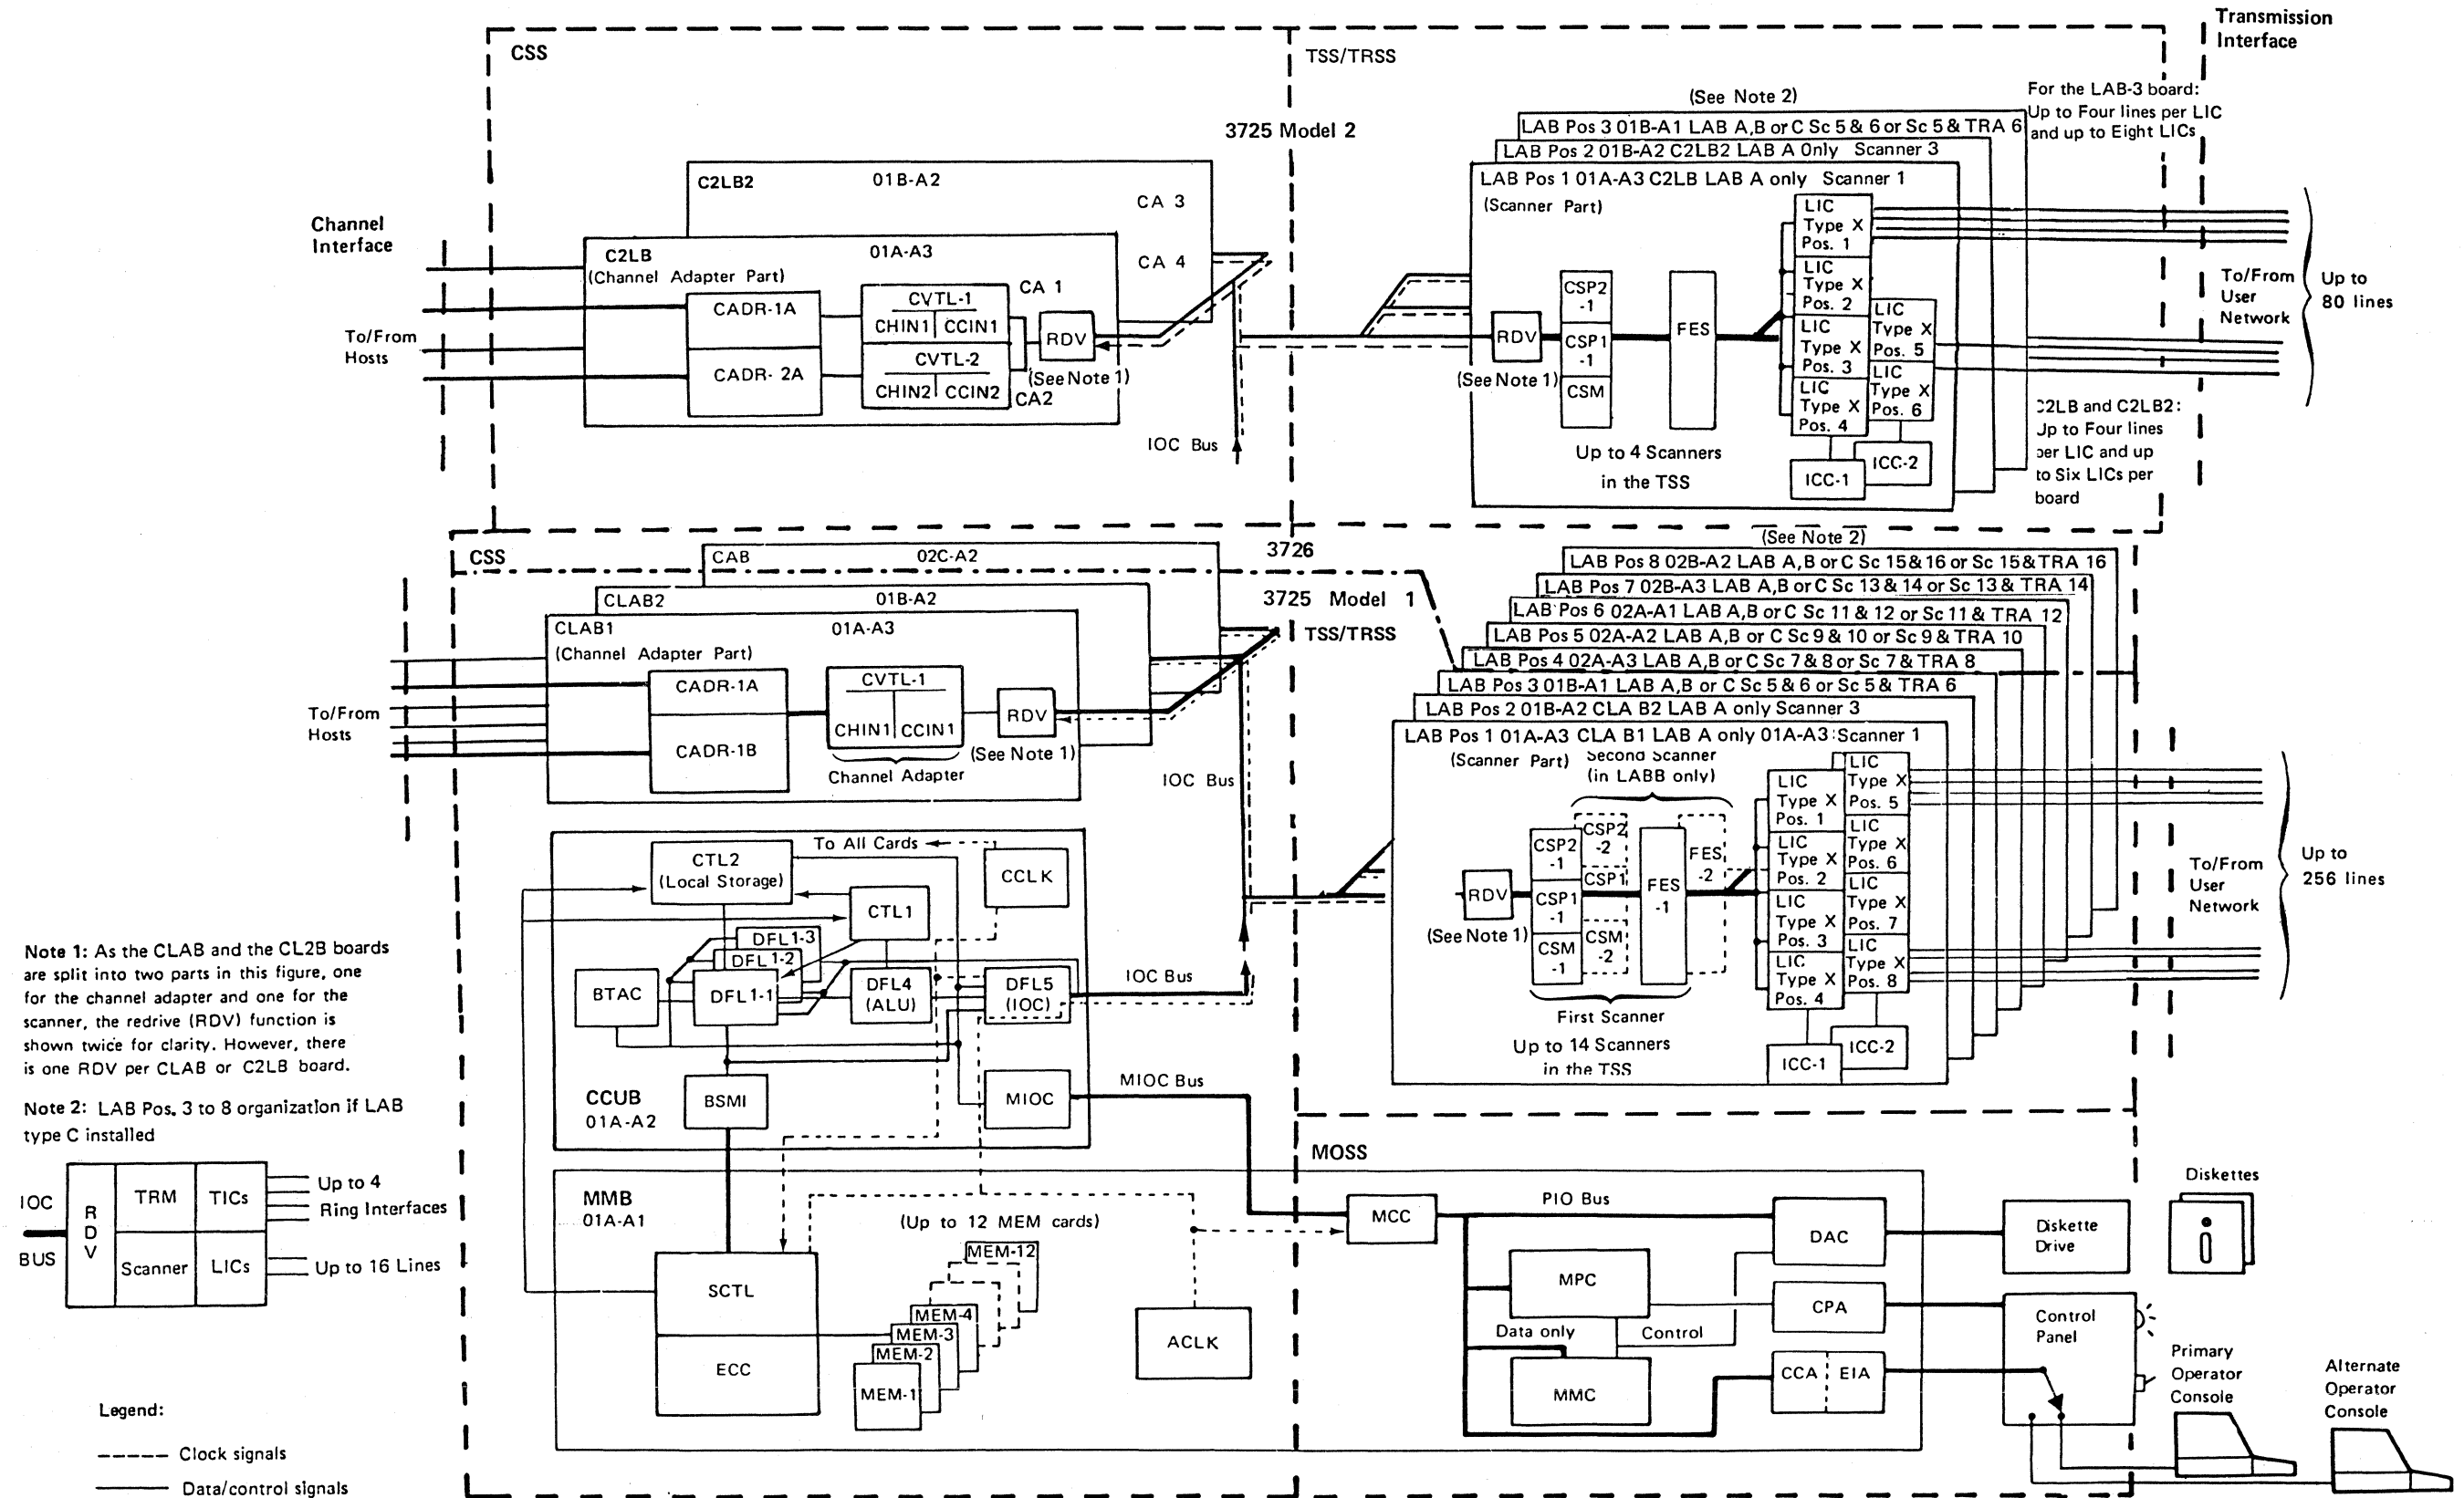 Transmission
Interface
CSS
TSS/TRSS
3725 Model 2
For the LAB-3 board:
Up to Four lines per LIC
and up to Eight LICs
(See Note 2)
LAB Pos 3 01B-A1 LAB A,B or C Sc 5 & 6 or Sc 5 & TRA 6
LAB Pos 2 01B-A2 C2LB2 LAB A Only Scanner 3
LAB Pos 1 01A-A3 C2LB LAB A only Scanner 1
(Scanner Part)
C2LB2
01B-A2
CA 3
CA 4
Channel
Interface
C2LB
01A-A3
(Channel Adapter Part)
CADR-1A
CADR- 2A
CVTL-1
CHIN1
CCIN1
CVTL-2
CHIN2
CCIN2
CA 1
CA2
RDV
(See Note 1)
To/From
Hosts
IOC Bus
RDV
(See Note 1)
CSP2
-1
CSP1
-1
CSM
FES
LIC
Type X
Pos. 1
LIC
Type X
Pos. 2
LIC
Type X
Pos. 3
LIC
Type X
Pos. 4
LIC
Type X
Pos. 5
LIC
Type X
Pos. 6
ICC-1
ICC-2
Up to 4 Scanners
in the TSS
To/From
User
Network
Up to
80 lines
C2LB and C2LB2:
Up to Four lines
per LIC and up
to Six LICs per
board
CSS
3726
CAB
02C-A2
CLAB2
01B-A2
3725 Model 1
TSS/TRSS
CLAB1
01A-A3
(Channel Adapter Part)
CADR-1A
CADR-1B
CVTL-1
CHIN1
CCIN1
Channel Adapter
RDV
(See Note 1)
To/From
Hosts
IOC Bus
(See Note 2)
LAB Pos 8 02B-A2 LAB A,B or C Sc 15 & 16 or Sc 15 & TRA 16
LAB Pos 7 02B-A3 LAB A,B or C Sc 13 & 14 or Sc 13 & TRA 14
LAB Pos 6 02A-A1 LAB A,B or C Sc 11 & 12 or Sc 11 & TRA 12
LAB Pos 5 02A-A2 LAB A,B or C Sc 9 & 10 or Sc 9 & TRA 10
LAB Pos 4 02A-A3 LAB A,B or C Sc 7 & 8 or Sc 7 & TRA 8
LAB Pos 3 01B-A1 LAB A,B or C Sc 5 & 6 or Sc 5 & TRA 6
LAB Pos 2 01B-A2 CLA B2 LAB A only Scanner 3
LAB Pos 1 01A-A3 CLA B1 LAB A only 01A-A3: Scanner 1
(Scanner Part)
Second Scanner
(in LABB only)
RDV
(See Note 1)
CSP2
-1
CSP1
-1
CSM
-1
CSP2
-2
CSP1
CSM
-2
FES
-1
FES
-2
First Scanner
Up to 14 Scanners
in the TSS
LIC
Type X
Pos. 1
LIC
Type X
Pos. 2
LIC
Type X
Pos. 3
LIC
Type X
Pos. 4
LIC
Type X
Pos. 5
LIC
Type X
Pos. 6
LIC
Type X
Pos. 7
LIC
Type X
Pos. 8
ICC-1
ICC-2
To/From
User
Network
Up to
256 lines
To All Cards
CTL2
(Local Storage)
CCLK
CTL1
DFL1-3
DFL1-2
DFL1-1
BTAC
DFL4
(ALU)
DFL5
(IOC)
IOC Bus
BSMI
MIOC
MIOC Bus
CCUB
01A-A2
Note 1: As the CLAB and the CL2B boards
are split into two parts in this figure, one
for the channel adapter and one for the
scanner, the redrive (RDV) function is
shown twice for clarity. However, there
is one RDV per CLAB or C2LB board.
Note 2: LAB Pos. 3 to 8 organization if LAB
type C installed
IOC
BUS
R
D
V
TRM
TICs
Scanner
LICs
Up to 4
Ring Interfaces
Up to 16 Lines
Legend:
Clock signals
Data/control signals
MMB
01A-A1
(Up to 12 MEM cards)
SCTL
ECC
MEM-12
MEM-4
MEM-3
MEM-2
MEM-1
ACLK
MOSS
MCC
PIO Bus
MPC
Data only
Control
MMC
DAC
CPA
CCA
EIA
Diskette
Drive
Diskettes
Control
Panel
Primary
Operator
Console
Alternate
Operator
Console